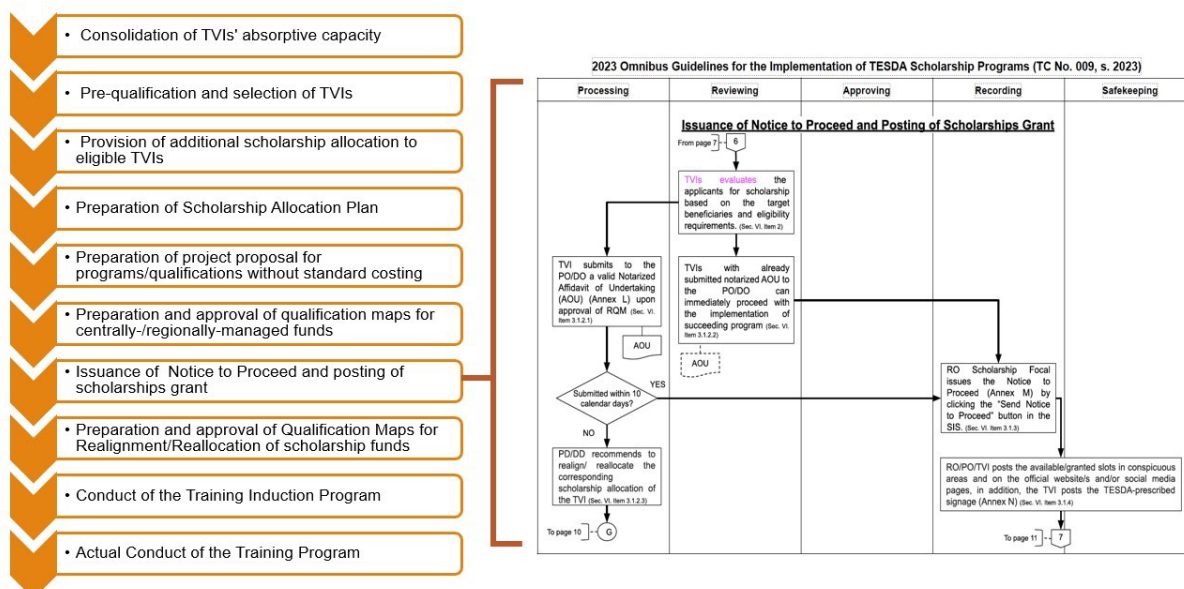 • Consolidation of TVIs' absorptive capacity
• Pre-qualification and selection of TVIs
• Provision of additional scholarship allocation to
eligible TVIs
• Preparation of Scholarship Allocation Plan
• Preparation of project proposal for
programs/qualifications without standard costing
• Preparation and approval of qualification maps for
centrally-/regionally-managed funds
• Issuance of Notice to Proceed and posting of
scholarships grant
• Preparation and approval of Qualification Maps for
Realignment/Reallocation of scholarship funds
• Conduct of the Training Induction Program
• Actual Conduct of the Training Program
2023 Omnibus Guidelines for the Implementation of TESDA Scholarship Programs (TC No. 009, s. 2023)
Processing
Reviewing
Approving
Recording
Safekeeping
Issuance of Notice to Proceed and Posting of Scholarships Grant
From page 7
6
TVIs evaluates the
applicants for scholarship
based on the target
beneficiaries and eligibility
requirements. (Sec. VI. Item 2)
TVI submits to the
PO/DO a valid Notarized
Affidavit of Undertaking
(AOU) (Annex L) upon
approval of RQM (Sec. VI.
Item 3.1.2.1)
AOU
TVIs with already
submitted notarized AOU to
the PO/DO can
immediately proceed with
the implementation of
succeeding program (Sec. VI.
Item 3.1.2.2)
AOU
Submitted within 10
calendar days?
YES
NO
RO Scholarship Focal
issues the Notice to
Proceed (Annex M) by
clicking the “Send Notice
to Proceed” button in the
SIS. (Sec. VI. Item 3.1.3)
PD/DD recommends to
realign/ reallocate the
corresponding
scholarship allocation of
the TVI (Sec. VI. Item 3.1.2.3)
RO/PO/TVI posts the available/granted slots in conspicuous
areas and on the official website/s and/or social media
pages, in addition, the TVI posts the TESDA-prescribed
signage (Annex N) (Sec. VI. Item 3.1.4)
To page 10
G
To page 11
7